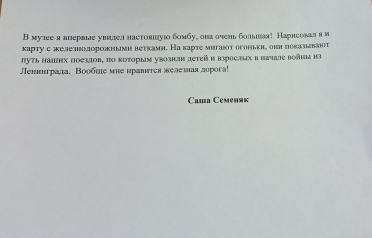 В музее я впервые увидел настоящую бомбу, она очень большая! Нарисовал я и
карту с железнодорожными ветками. На карте мигают огоньки, они показывают
путь наших поездов, по которым увозили детей и взрослых в начале войны из
Ленинграда. Вообще мне нравится железная дорога!
Саша Семеняк